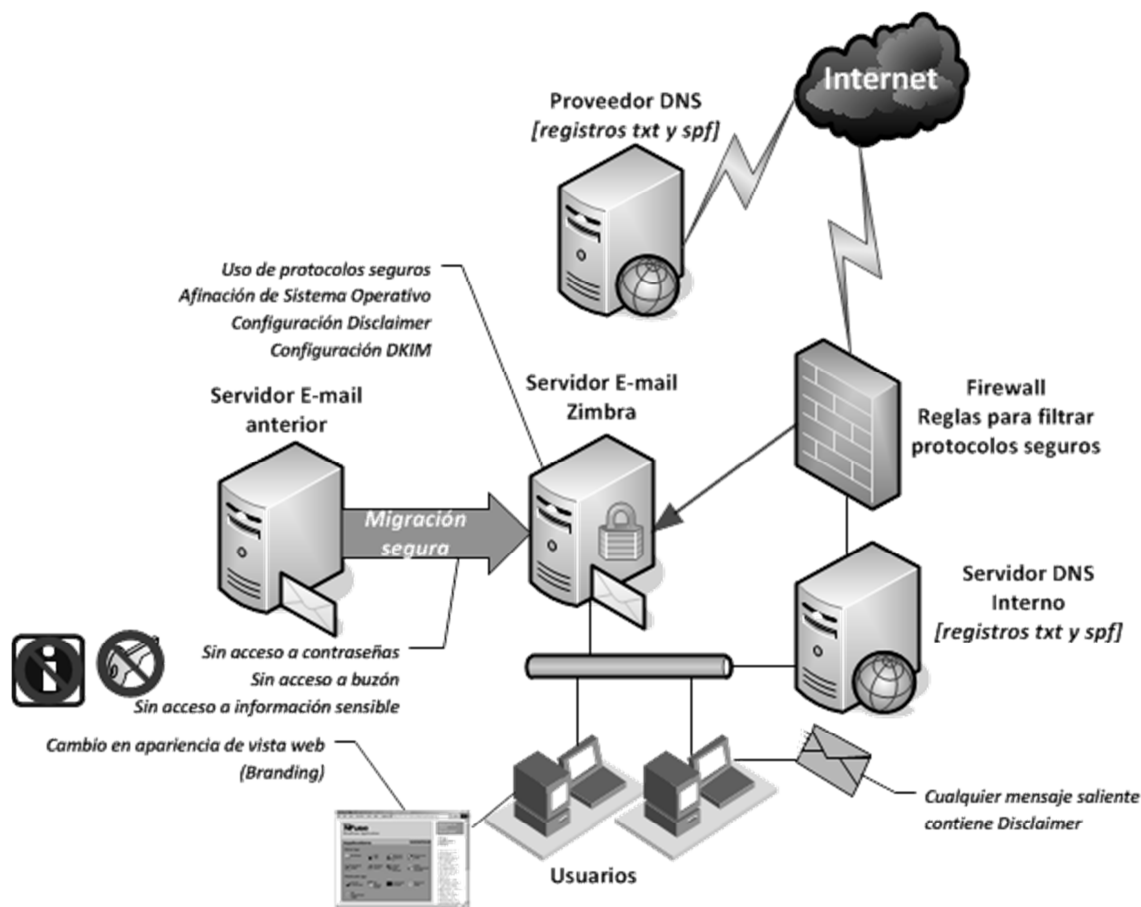 Internet
Proveedor DNS
[registros txt y spf]
Uso de protocolos seguros
Afinación de Sistema Operativo
Configuración Disclaimer
Configuración DKIM
Servidor E-mail
anterior
Servidor E-mail
Zimbra
Firewall
Reglas para filtrar
protocolos seguros
Migración
segura
Servidor DNS
Interno
[registros txt y spf]
Sin acceso a contraseñas
Sin acceso a buzón
Sin acceso a información sensible
Cambio en apariencia de vista web
(Branding)
Cualquier mensaje saliente
contiene Disclaimer
Usuarios